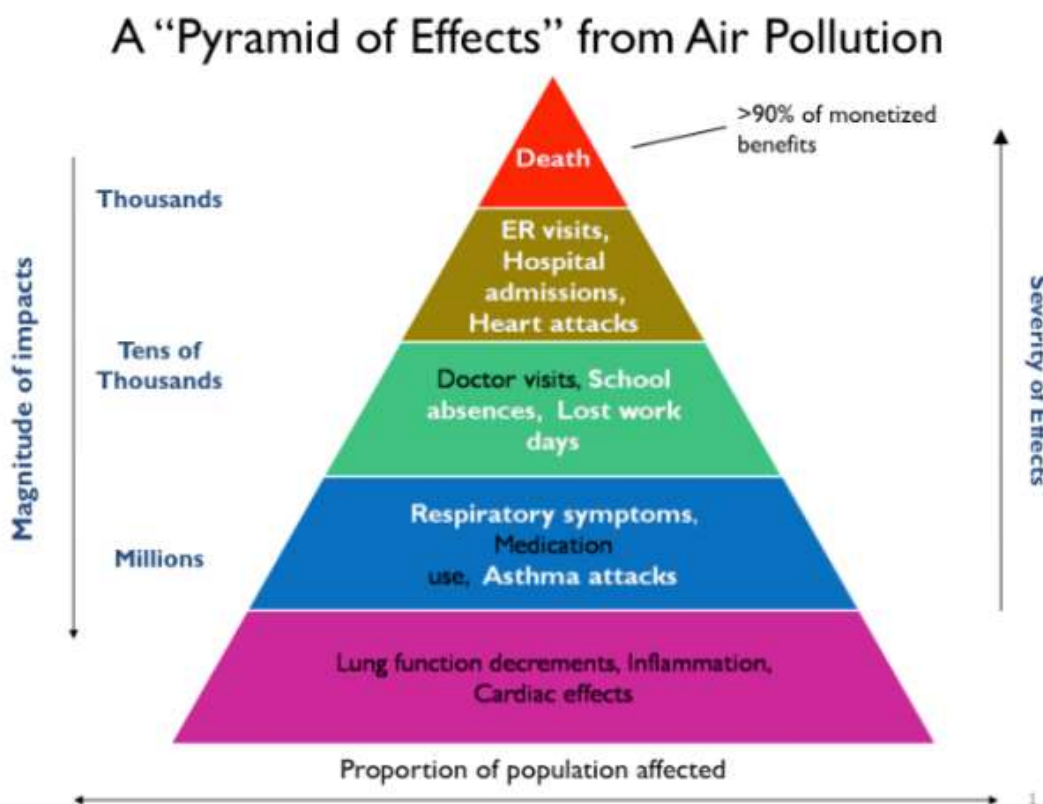 A “Pyramid of Effects” from Air Pollution
>90% of monetized
benefits
Death
Thousands
ER visits,
Hospital
admissions,
Heart attacks
Magnitude of impacts
Severity of Effects
Tens of
Thousands
Doctor visits, School
absences, Lost work
days
Millions
Respiratory symptoms,
Medication
use, Asthma attacks
Lung function decrements, Inflammation,
Cardiac effects
Proportion of population affected
1